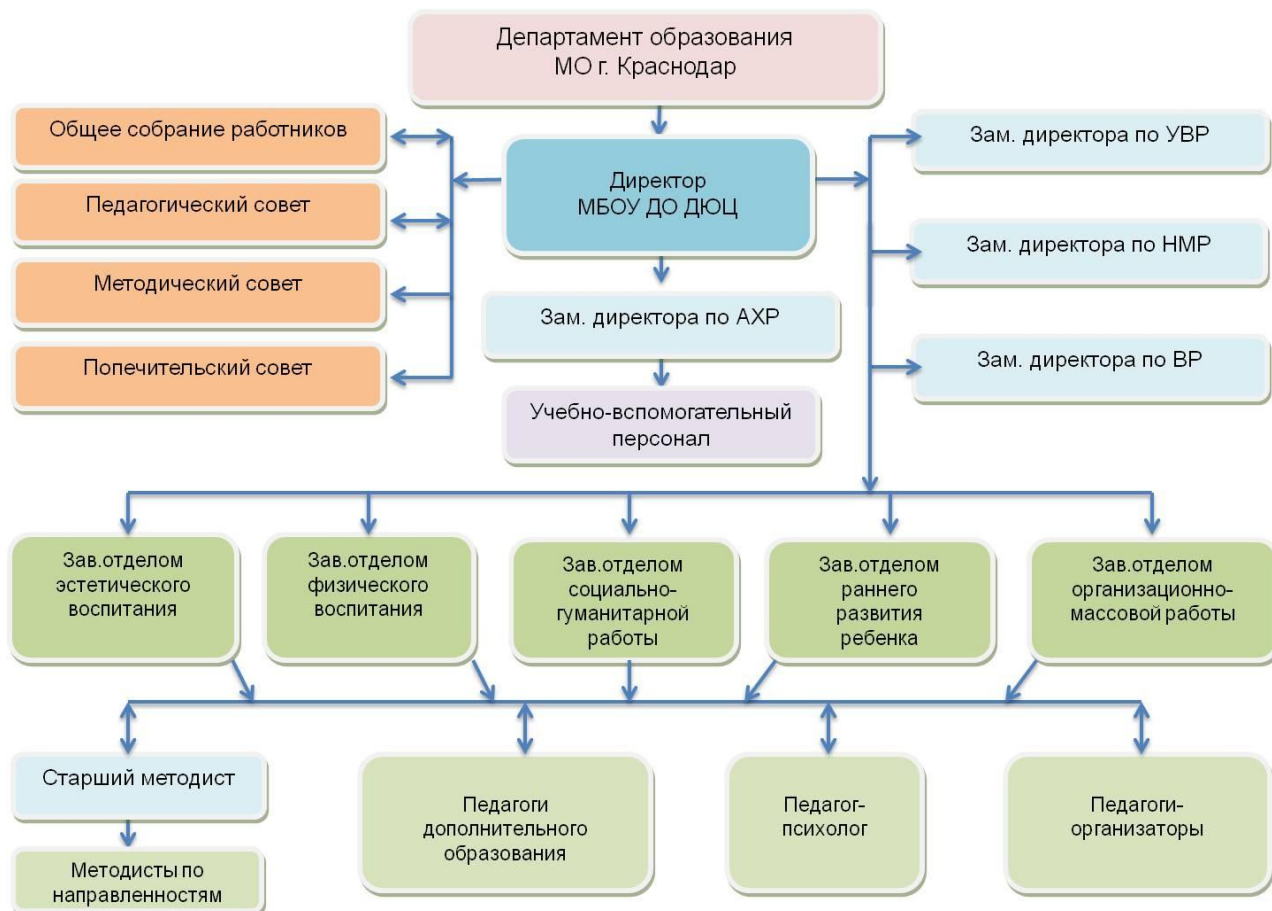 Департамент образования
МО г. Краснодар
Общее собрание работников
Педагогический совет
Методический совет
Попечительский совет
Директор
МБОУ ДО ДЮЦ
Зам. директора по АХР
Учебно-вспомогательный
персонал
Зам. директора по УВР
Зам. директора по НМР
Зам. директора по ВР
Зав.отделом
эстетического
воспитания
Зав.отделом
физического
воспитания
Зав.отделом
социально-
гуманитарной
работы
Зав.отделом
раннего
развития
ребенка
Зав.отделом
организационно-
массовой работы
Старший методист
Методисты по
направленностям
Педагоги
дополнительного
образования
Педагог-
психолог
Педагоги-
организаторы